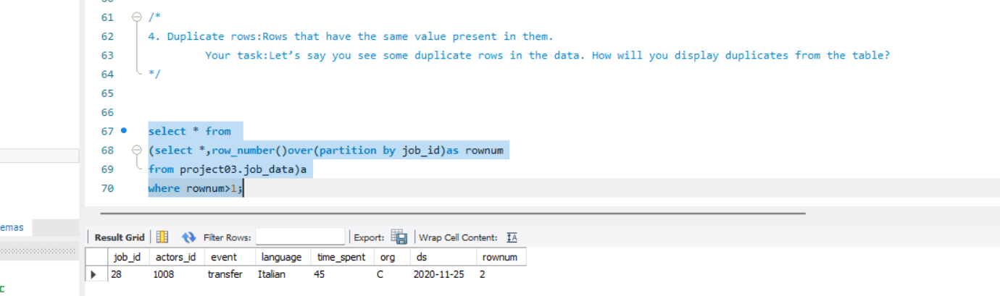 61 /*
62 4. Duplicate rows:Rows that have the same value present in them.
63 Your task:Let’s say you see some duplicate rows in the data. How will you display duplicates from the table?
64 */
65
66
67 select * from
68 (select *,row_number()over(partition by job_id)as rownum
69 from project03.job_data)a
70 where rownum>1;
emas
Result Grid Filter Rows: Export: Wrap Cell Content: IA
job_id actors_id event language time_spent org ds rownum
28 1008 transfer Italian 45 C 2020-11-25 2
c